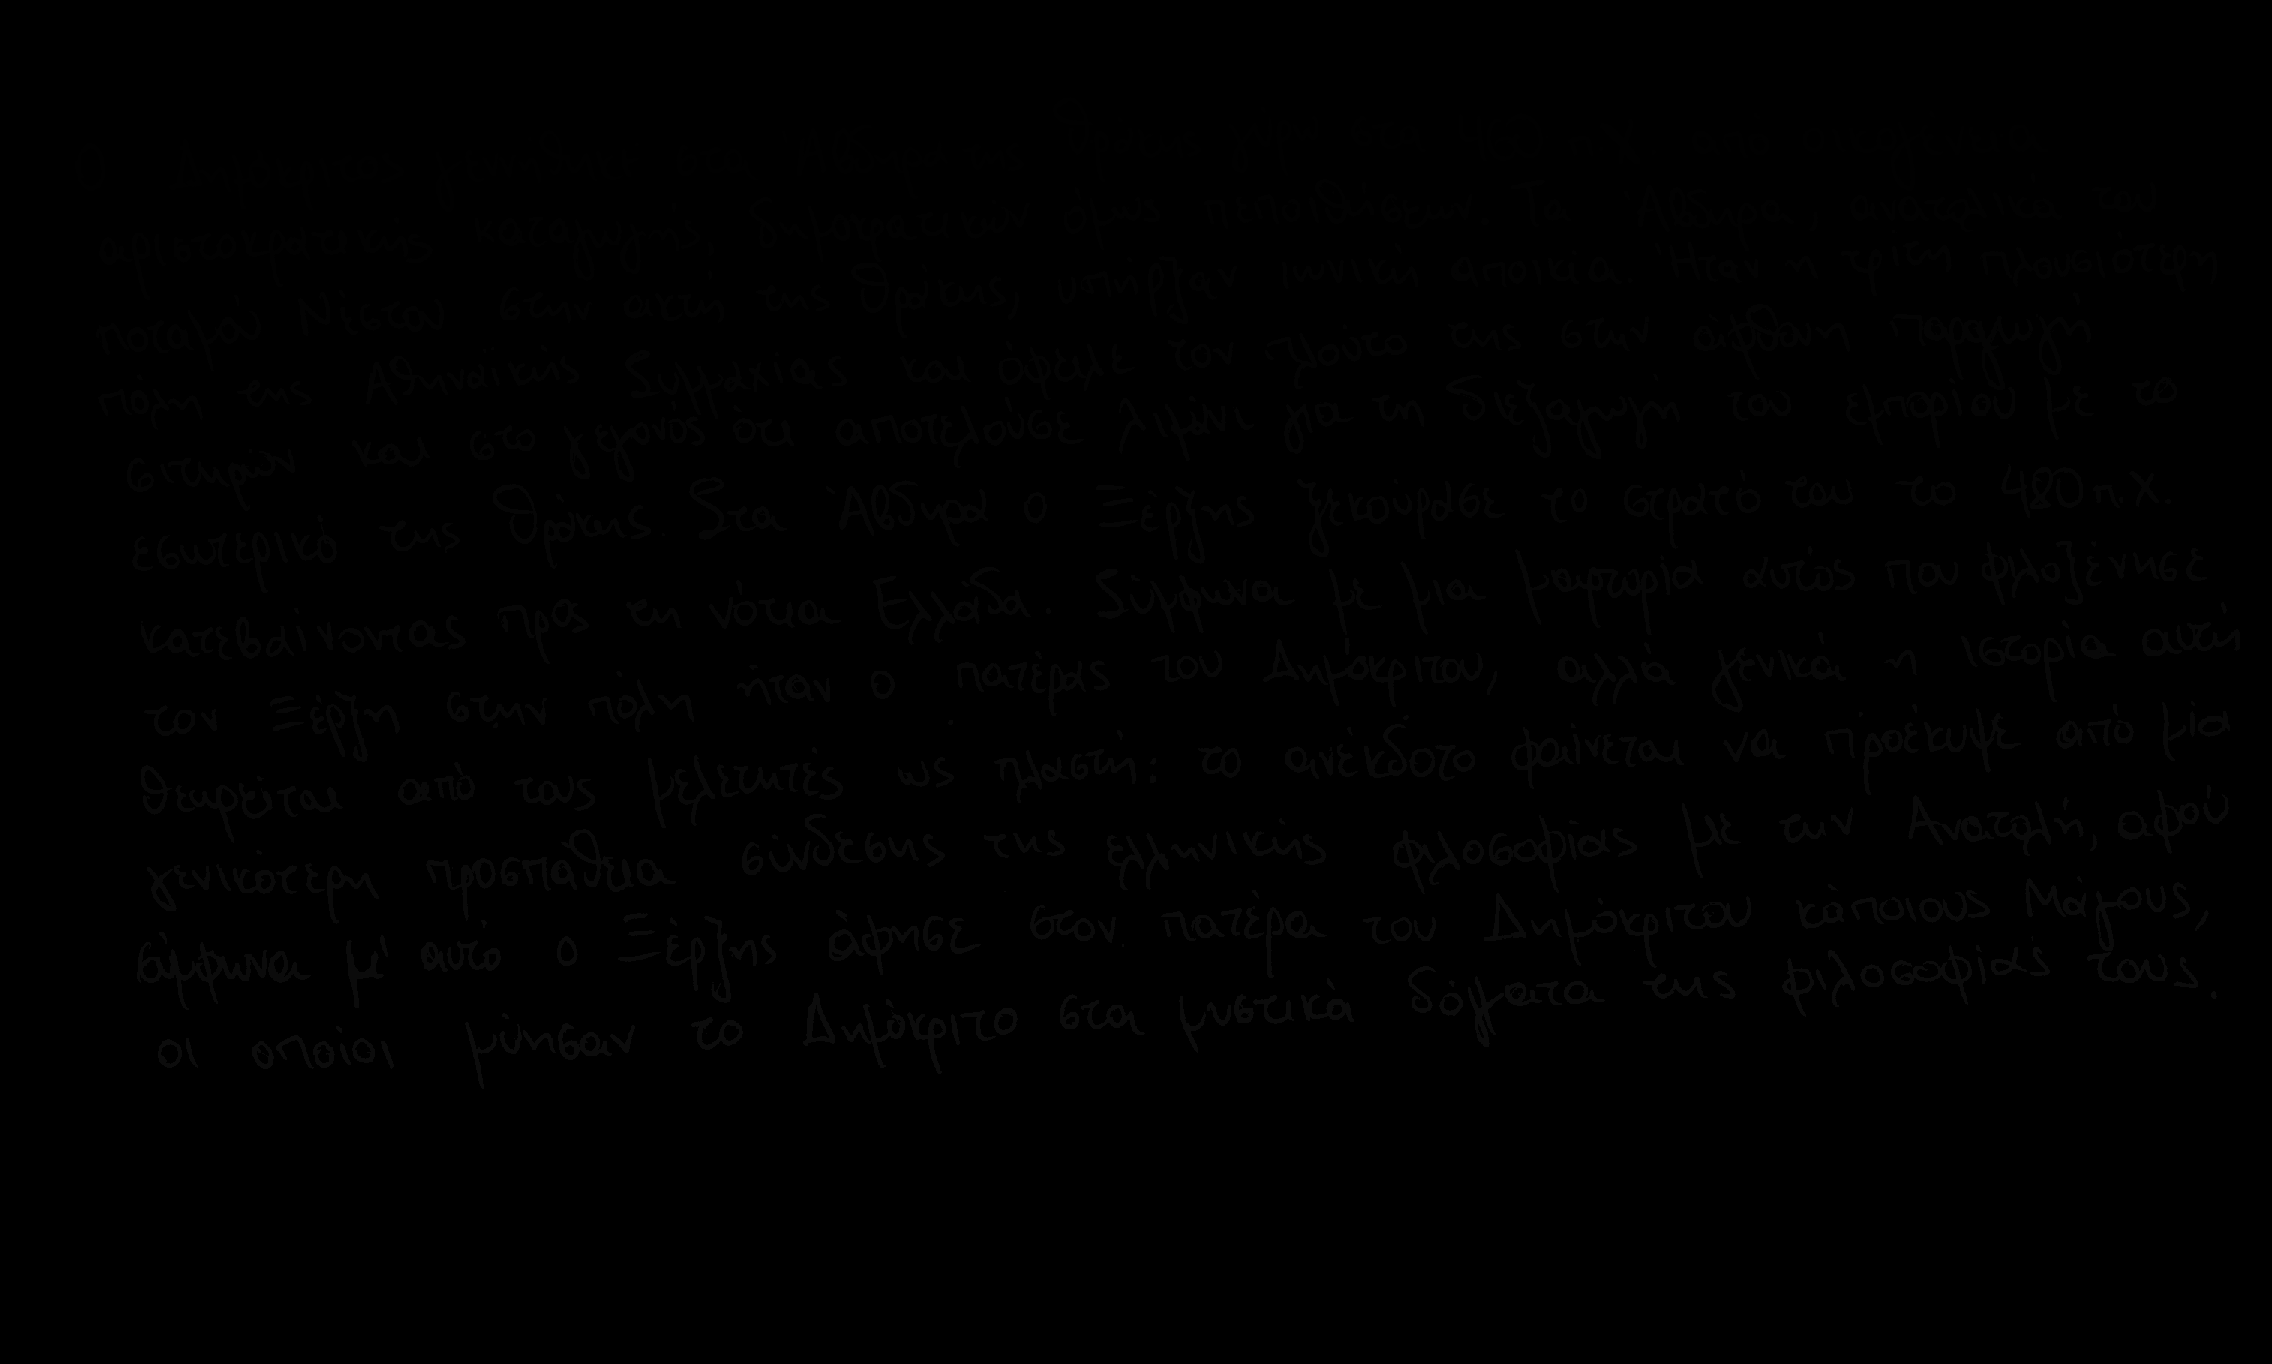 Ο Δημόκριτος γεννήθηκε στα Άβδηρα της Θράκης
αριστοκρατικής καταγωγής, δημοκρατικών όμως πεποιθήσεων. Τα Άβδηρα, ανατολικά του
ποταμού Νέστου στην ακτή της Θράκης, υπήρξαν ιωνική αποικία. Ήταν η τρίτη πλουσιότερη
πόλη της Αθηναϊκής Συμμαχίας και όφειλε τον πλούτο της στην άφθονη παραγωγή
σιτηρών και στο γεγονός ότι αποτελούσε λιμάνι για τη διεξαγωγή του εμπορίου με το
εσωτερικό της Θράκης. Στα Άβδηρα ο Ξέρξης ξεκούρασε το στρατό του το 480 π.Χ.
κατεβαίνοντας προς τη νότια Ελλάδα. Σύμφωνα με μια μαρτυρία αυτός που φιλοξένησε
τον Ξέρξη στην πόλη ήταν ο πατέρας του Δημόκριτου, αλλά γενικά η ιστορία αυτή
θεωρείται από τους μελετητές ως πλαστή: το ανέκδοτο φαίνεται να προέκυψε από μία
γενικότερη προσπάθεια σύνδεσης της ελληνικής φιλοσοφίας με την Ανατολή, αφού
σύμφωνα μ' αυτό ο Ξέρξης άφησε στον πατέρα του Δημόκριτου κάποιους Μάγους,
οι οποίοι μύησαν το Δημόκριτο στα μυστικά δόγματα της φιλοσοφίας τους.